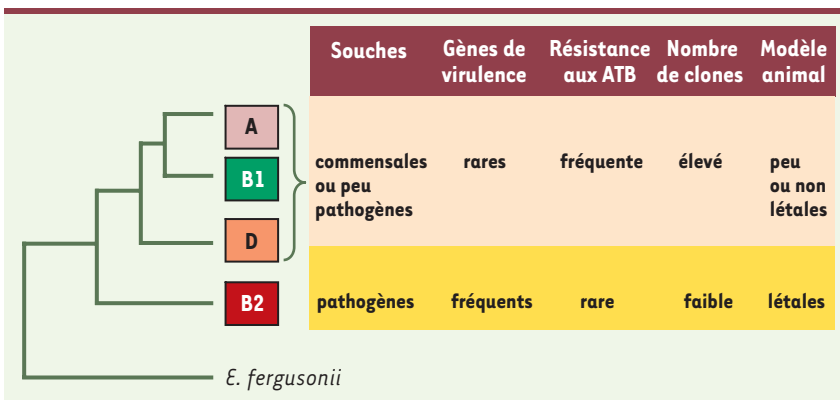 Souches
Gènes de
virulence
Résistance
aux ATB
Nombre
de clones
Modèle
animal
A
B1
D
commensales
ou peu
pathogènes
rares
fréquente
élevé
peu
ou non
létales
B2
pathogènes
fréquents
rare
faible
létales
E. fergusonii